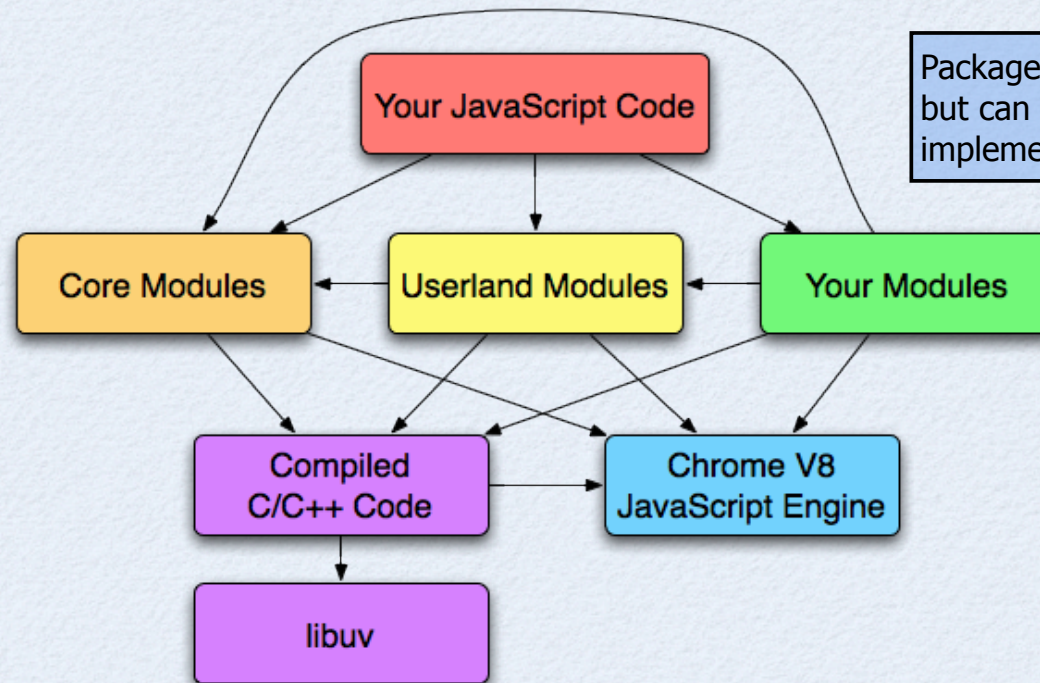 Your JavaScript Code
Package
but can
impleme
Core Modules
Userland Modules
Your Modules
Compiled
C/C++ Code
Chrome V8
JavaScript Engine
libuv